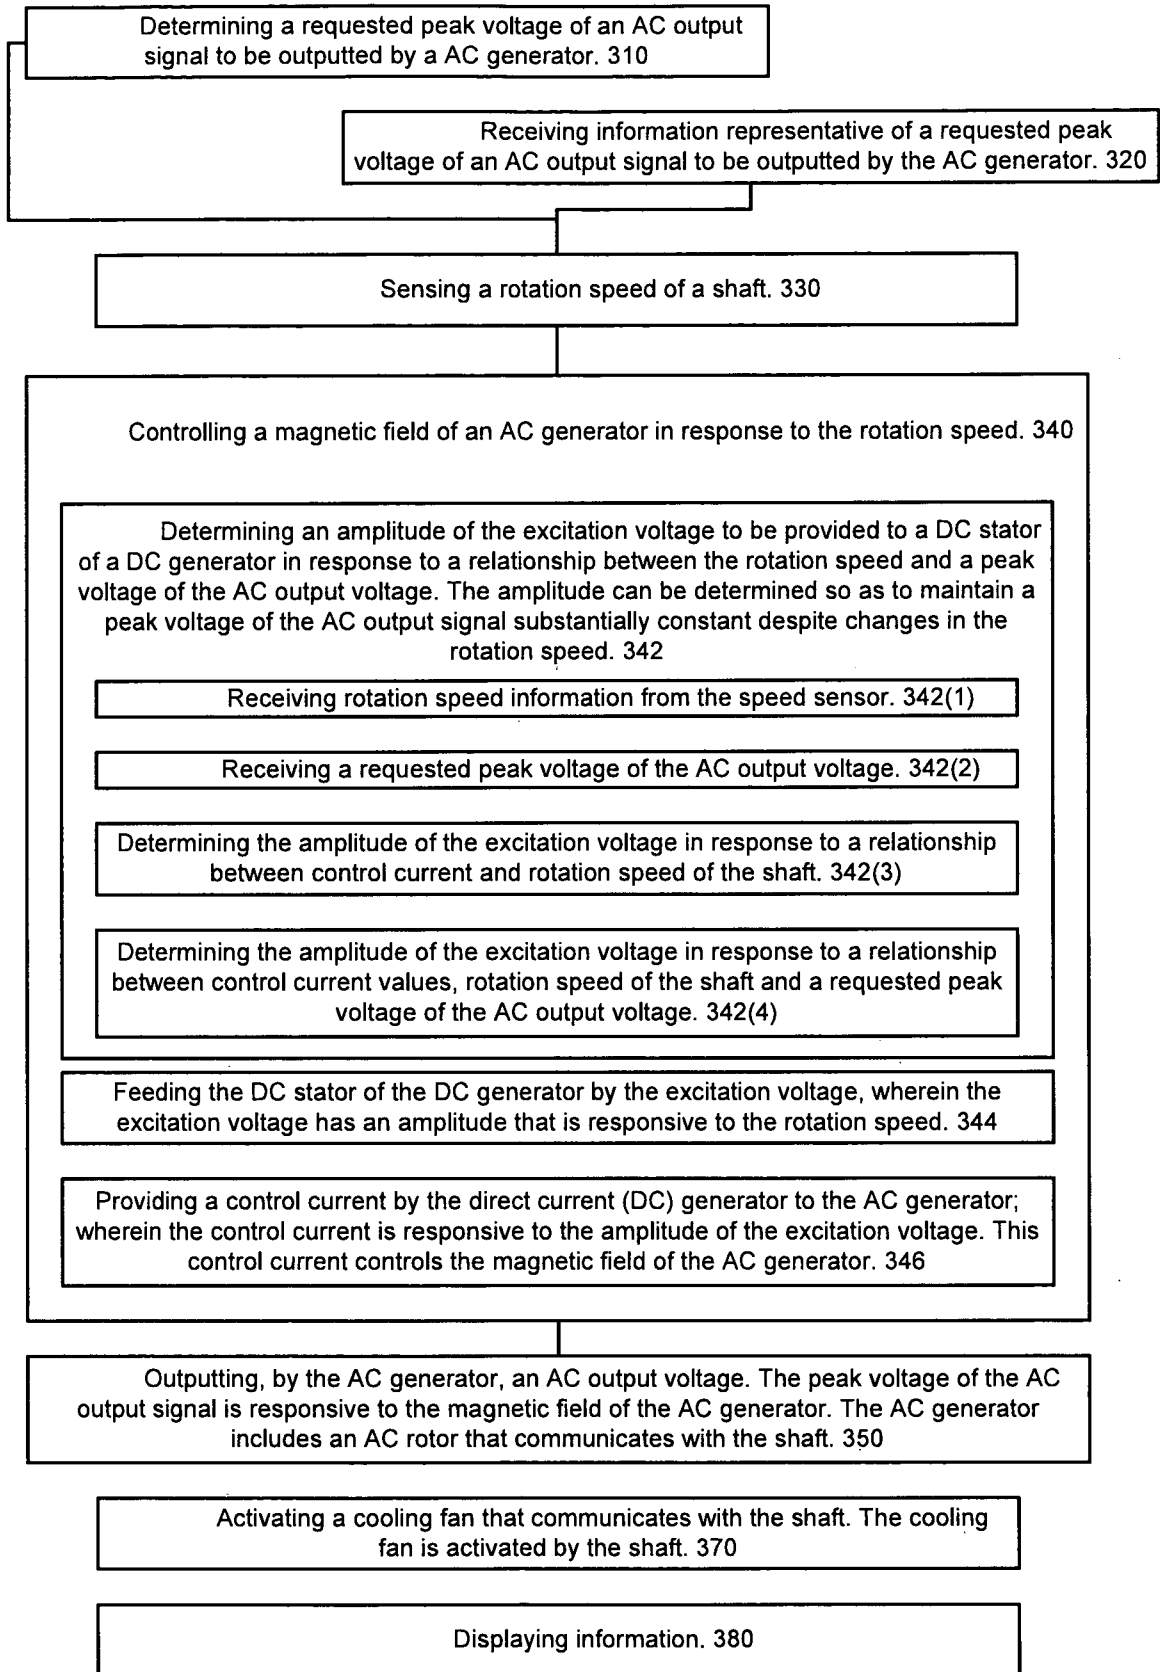 Determining a requested peak voltage of an AC output
signal to be outputted by a AC generator. 310
Receiving information representative of a requested peak
voltage of an AC output signal to be outputted by the AC generator. 320
Sensing a rotation speed of a shaft. 330
Controlling a magnetic field of an AC generator in response to the rotation speed. 340
Determining an amplitude of the excitation voltage to be provided to a DC stator
of a DC generator in response to a relationship between the rotation speed and a peak
voltage of the AC output voltage. The amplitude can be determined so as to maintain a
peak voltage of the AC output signal substantially constant despite changes in the
rotation speed. 342
Receiving rotation speed information from the speed sensor. 342(1)
Receiving a requested peak voltage of the AC output voltage. 342(2)
Determining the amplitude of the excitation voltage in response to a relationship
between control current and rotation speed of the shaft. 342(3)
Determining the amplitude of the excitation voltage in response to a relationship
between control current values, rotation speed of the shaft and a requested peak
voltage of the AC output voltage. 342(4)
Feeding the DC stator of the DC generator by the excitation voltage, wherein the
excitation voltage has an amplitude that is responsive to the rotation speed. 344
Providing a control current by the direct current (DC) generator to the AC generator;
wherein the control current is responsive to the amplitude of the excitation voltage. This
control current controls the magnetic field of the AC generator. 346
Outputting, by the AC generator, an AC output voltage. The peak voltage of the AC
output signal is responsive to the magnetic field of the AC generator. The AC generator
includes an AC rotor that communicates with the shaft. 350
Activating a cooling fan that communicates with the shaft. The cooling
fan is activated by the shaft. 370
Displaying information. 380